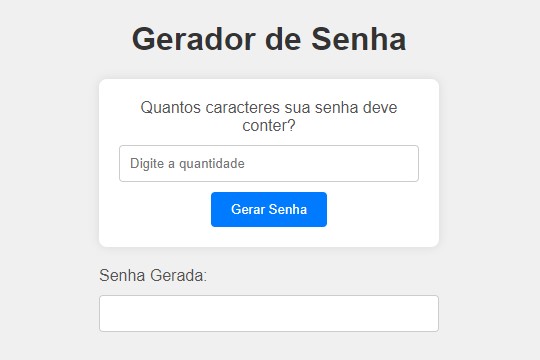 Gerador de Senha
Quantos caracteres sua senha deve
conter?
Digite a quantidade
Gerar Senha
Senha Gerada: